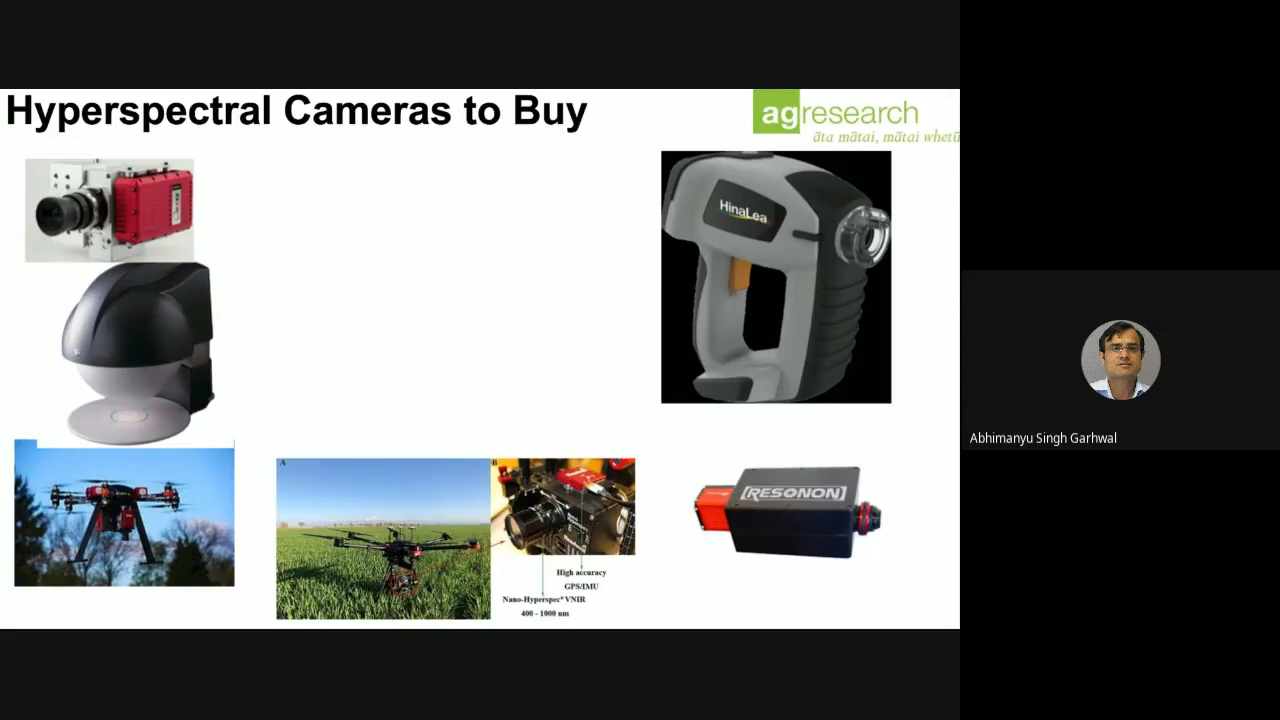 Hyperspectral Cameras to Buy
agresearch
āta mātai, mātai whetū
HinaLea
A
B
RESONON
High accuracy
GPS/IMU
Nano-Hyperspec® VNIR
400 - 1000 nm
Abhimanyu Singh Garhwal